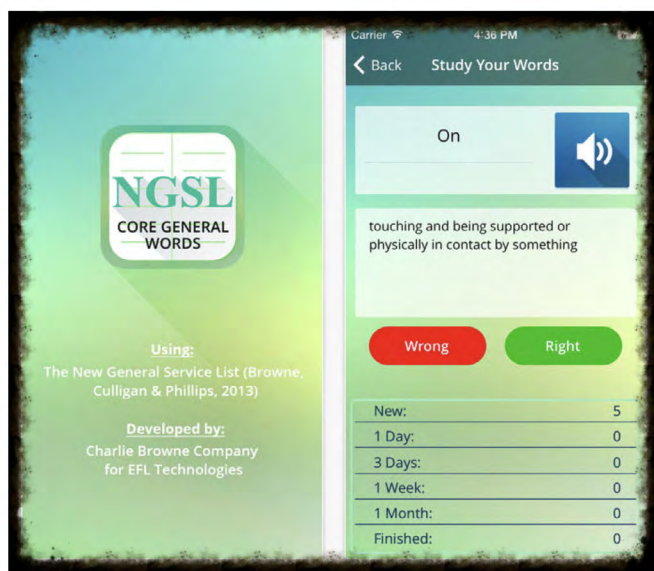 NGSL
CORE GENERAL
WORDS
Using:
The New General Service List (Browne,
Culligan & Phillips, 2013)
Developed by:
Charlie Browne Company
for EFL Technologies
Carrier 4:36 PM
Back Study Your Words
On
touching and being supported or
physically in contact by something
Wrong Right
New: 5
1 Day: 0
3 Days: 0
1 Week: 0
1 Month: 0
Finished: 0